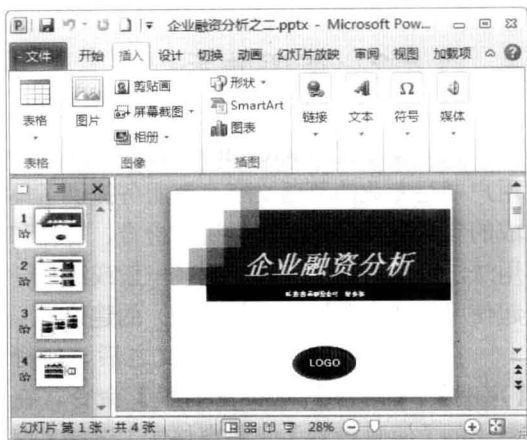 企业融资分析之二.pptx - Microsoft Pow...
文件 开始 插入 设计 切换 动画 幻灯片放映 审阅 视图 加载项
表格
图片
剪贴画
屏幕截图
相册
形状
SmartArt
图表
链接
文本
符号
媒体
表格 图像 插图
1
2
3
4
企业融资分析
LOGO
幻灯片 第1张，共4张 28%